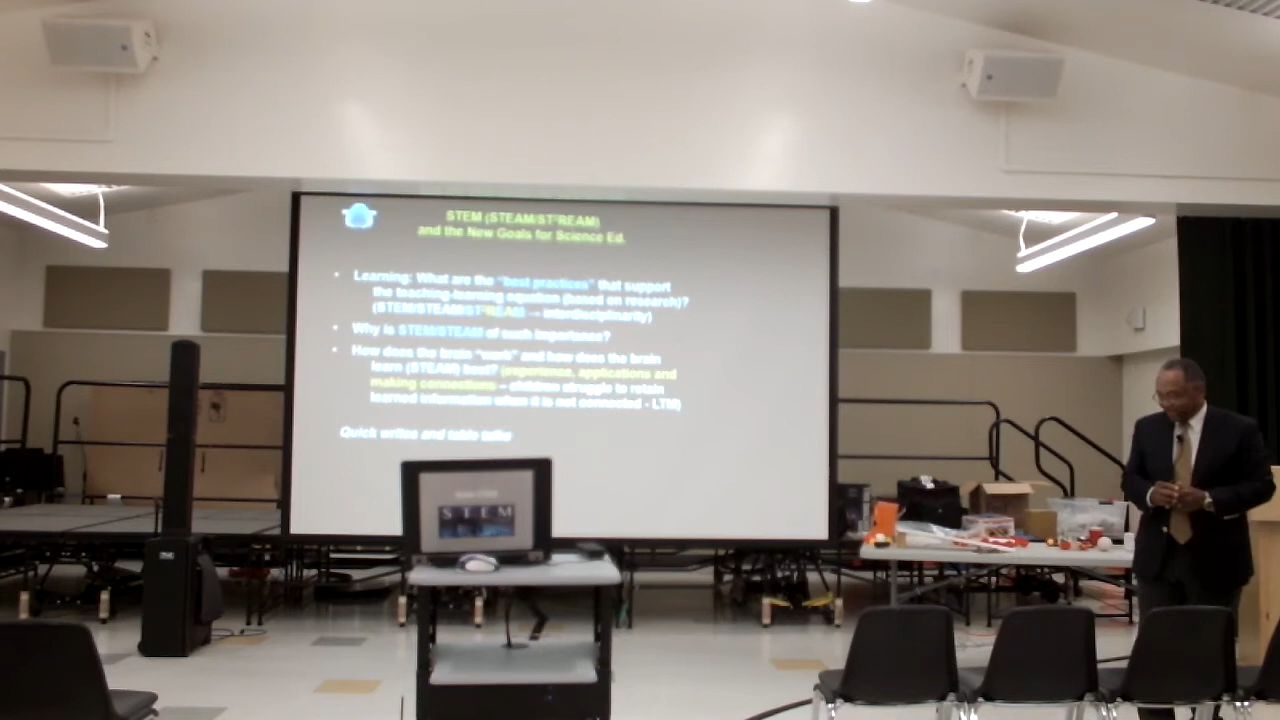 STEM (STEAM/ST²REAM)
and the New Goals for Science Ed.
• Learning: What are the "best practices" that support
the teaching-learning equation (based on research)?
(STEM/STEAM/ST²REAM → interdisciplinarity)
• Why is STEM/STEAM of such importance?
• How does the brain "work" and how does the brain
learn (STEAM) best? (experience, applications and
making connections – children struggle to retain
learned information when it is not connected - LTM)
Quick writes and table talks
STEM